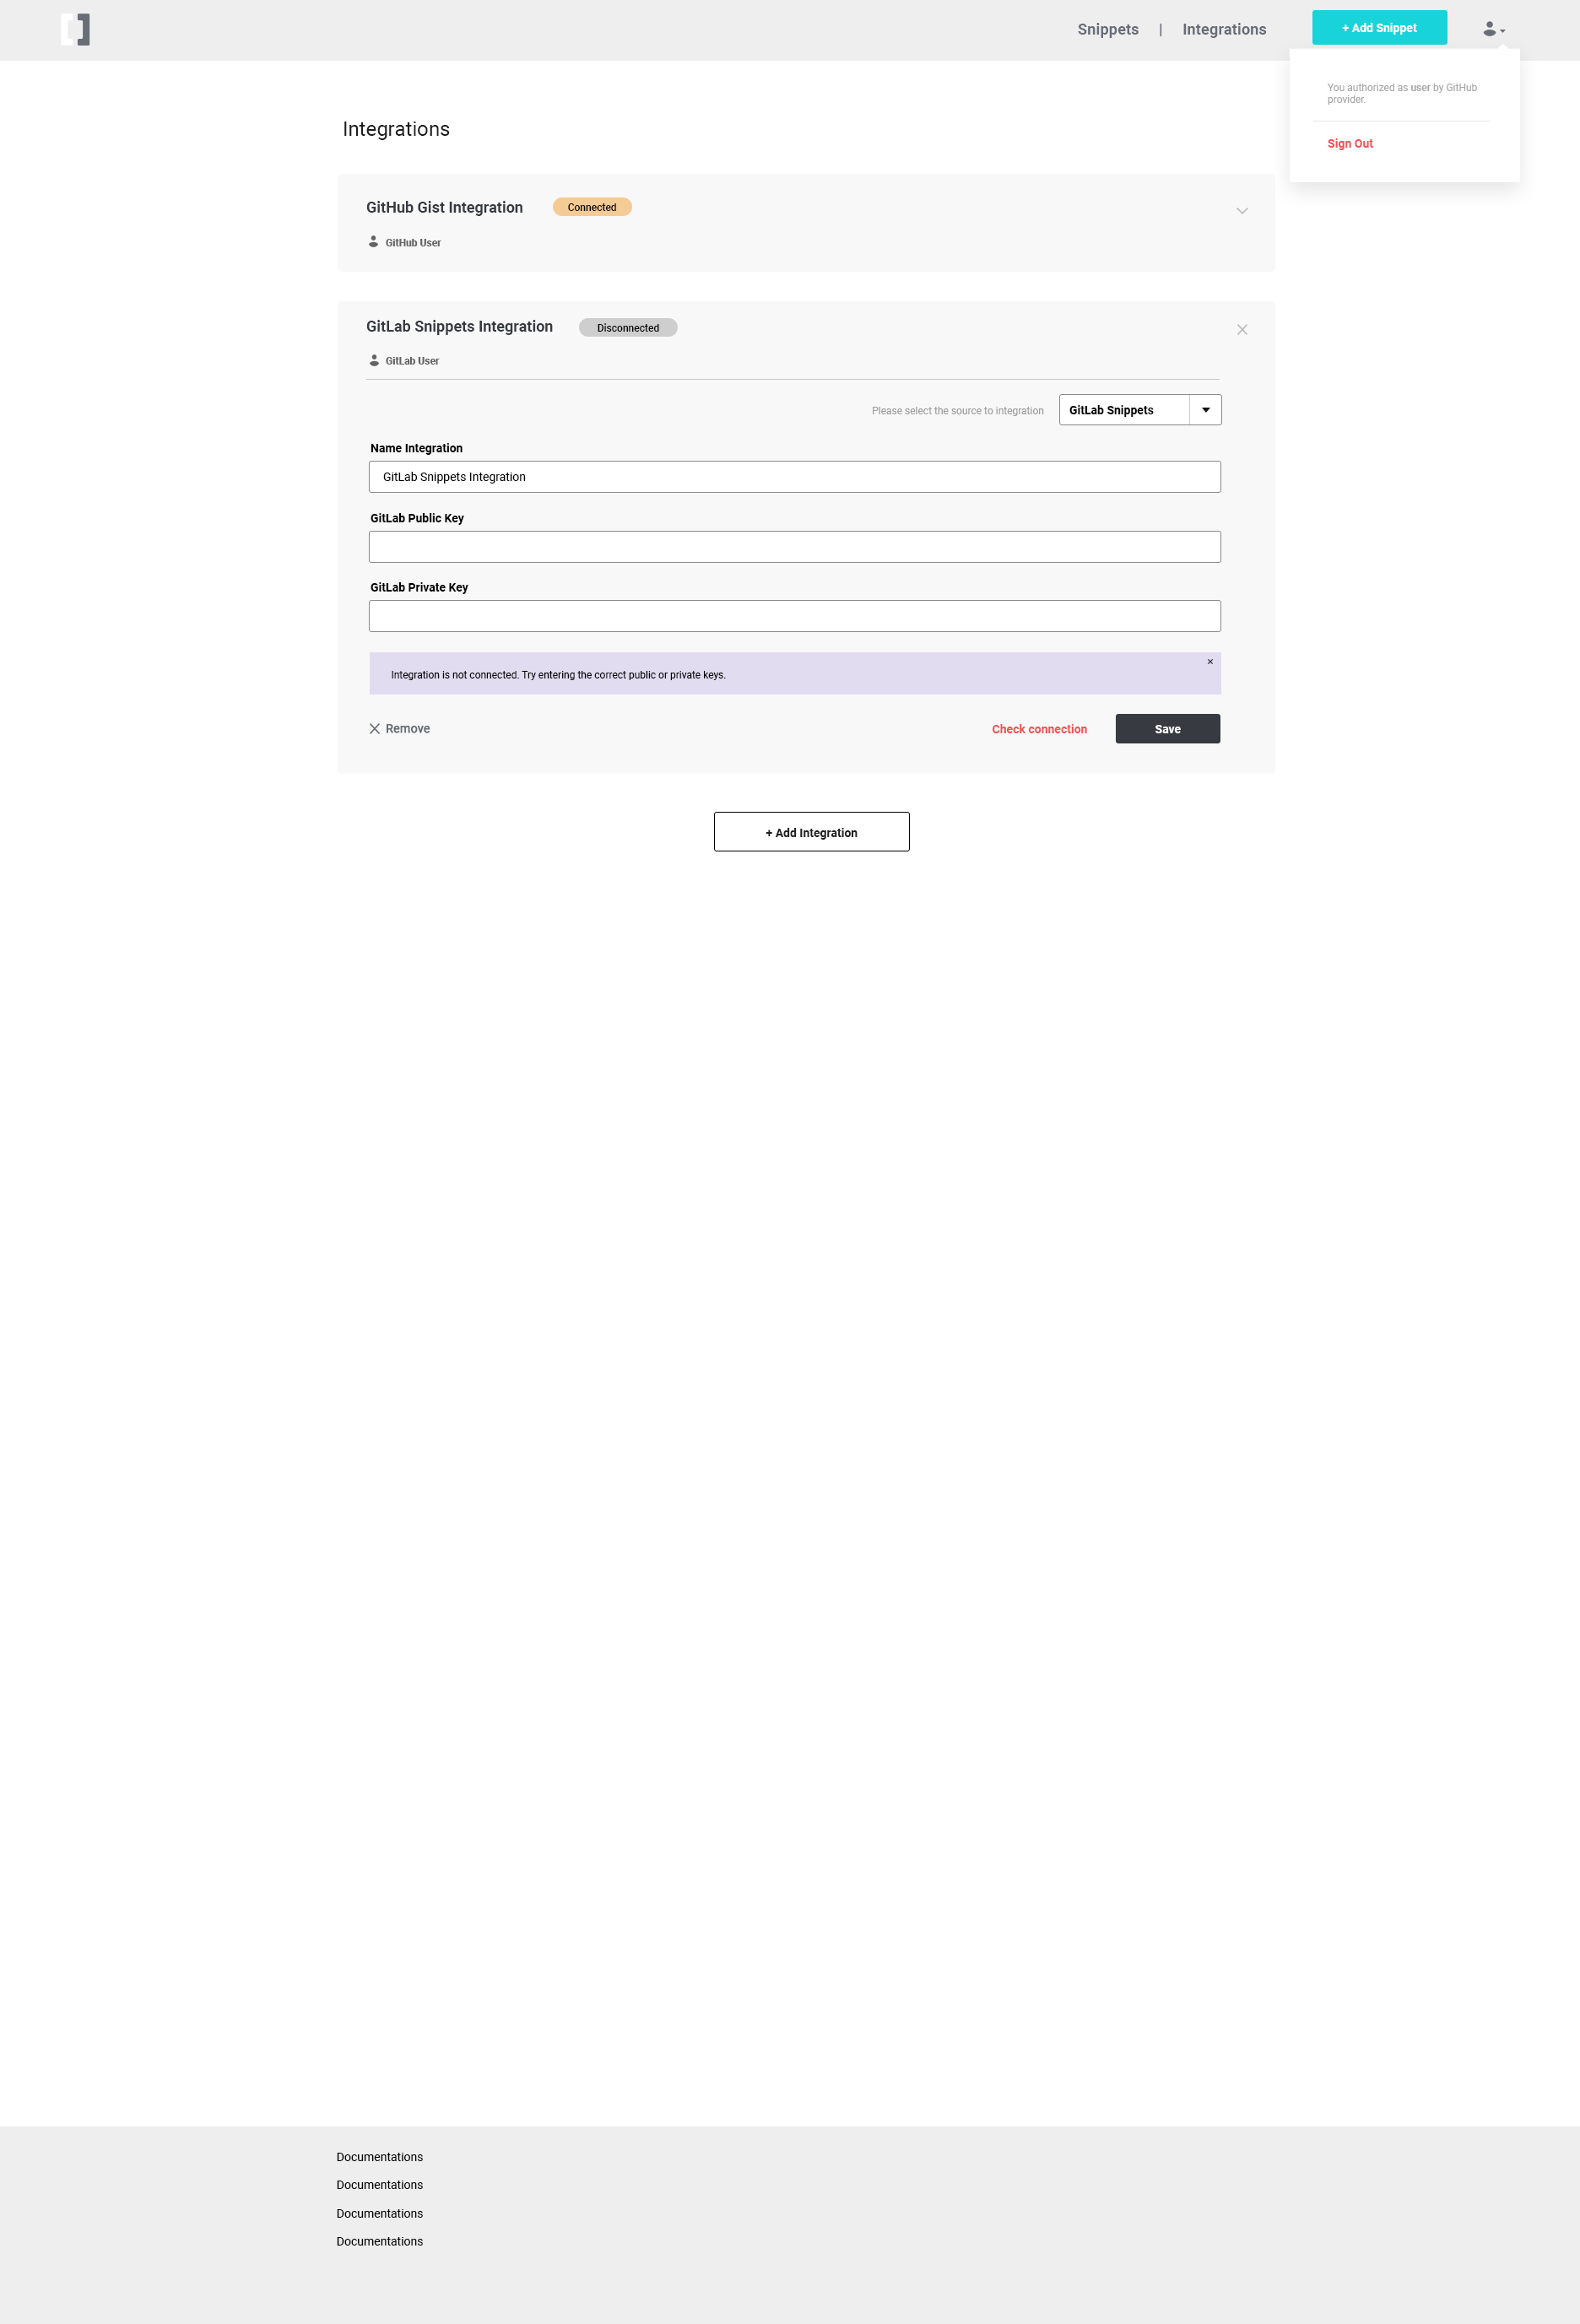 Snippets | Integrations + Add Snippet
You authorized as user by GitHub
provider.
Sign Out
Integrations
GitHub Gist Integration Connected
GitHub User
GitLab Snippets Integration Disconnected
GitLab User
Please select the source to integration GitLab Snippets
Name Integration
GitLab Snippets Integration
GitLab Public Key
GitLab Private Key
Integration is not connected. Try entering the correct public or private keys.
Remove Check connection Save
+ Add Integration
Documentations
Documentations
Documentations
Documentations